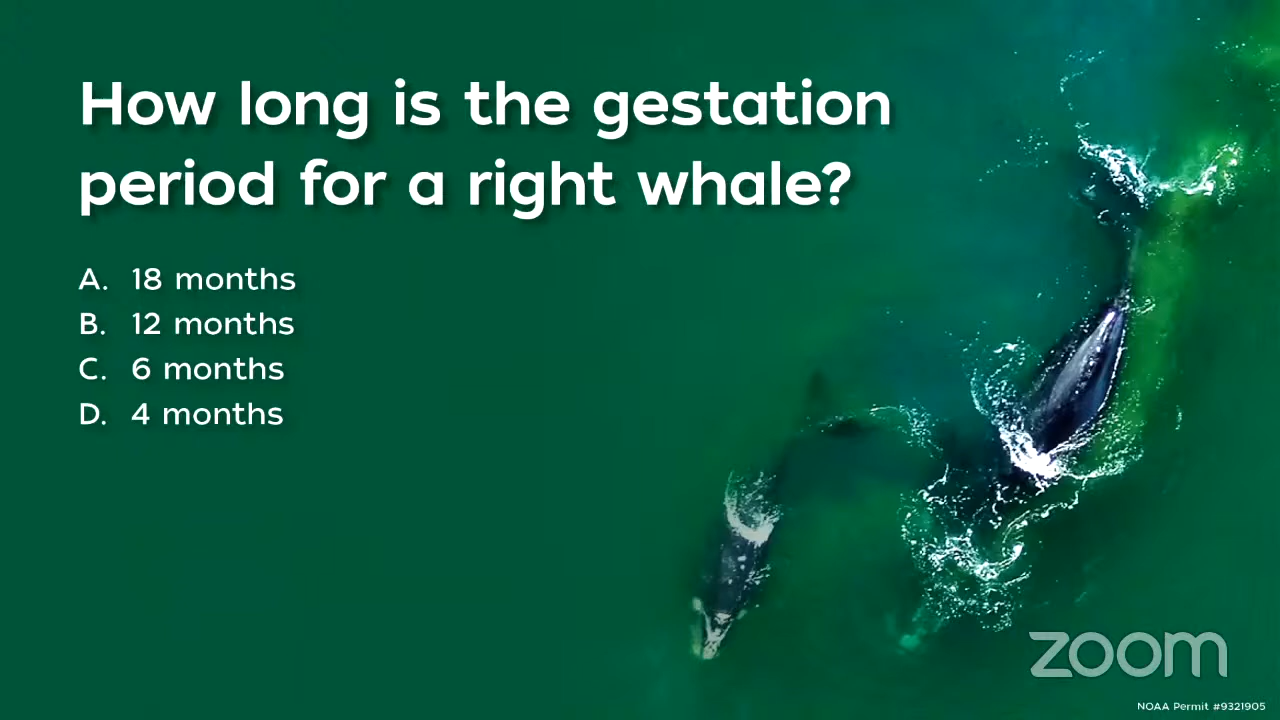 How long is the gestation
period for a right whale?
A. 18 months
B. 12 months
C. 6 months
D. 4 months
zoom
NOAA Permit #9321905